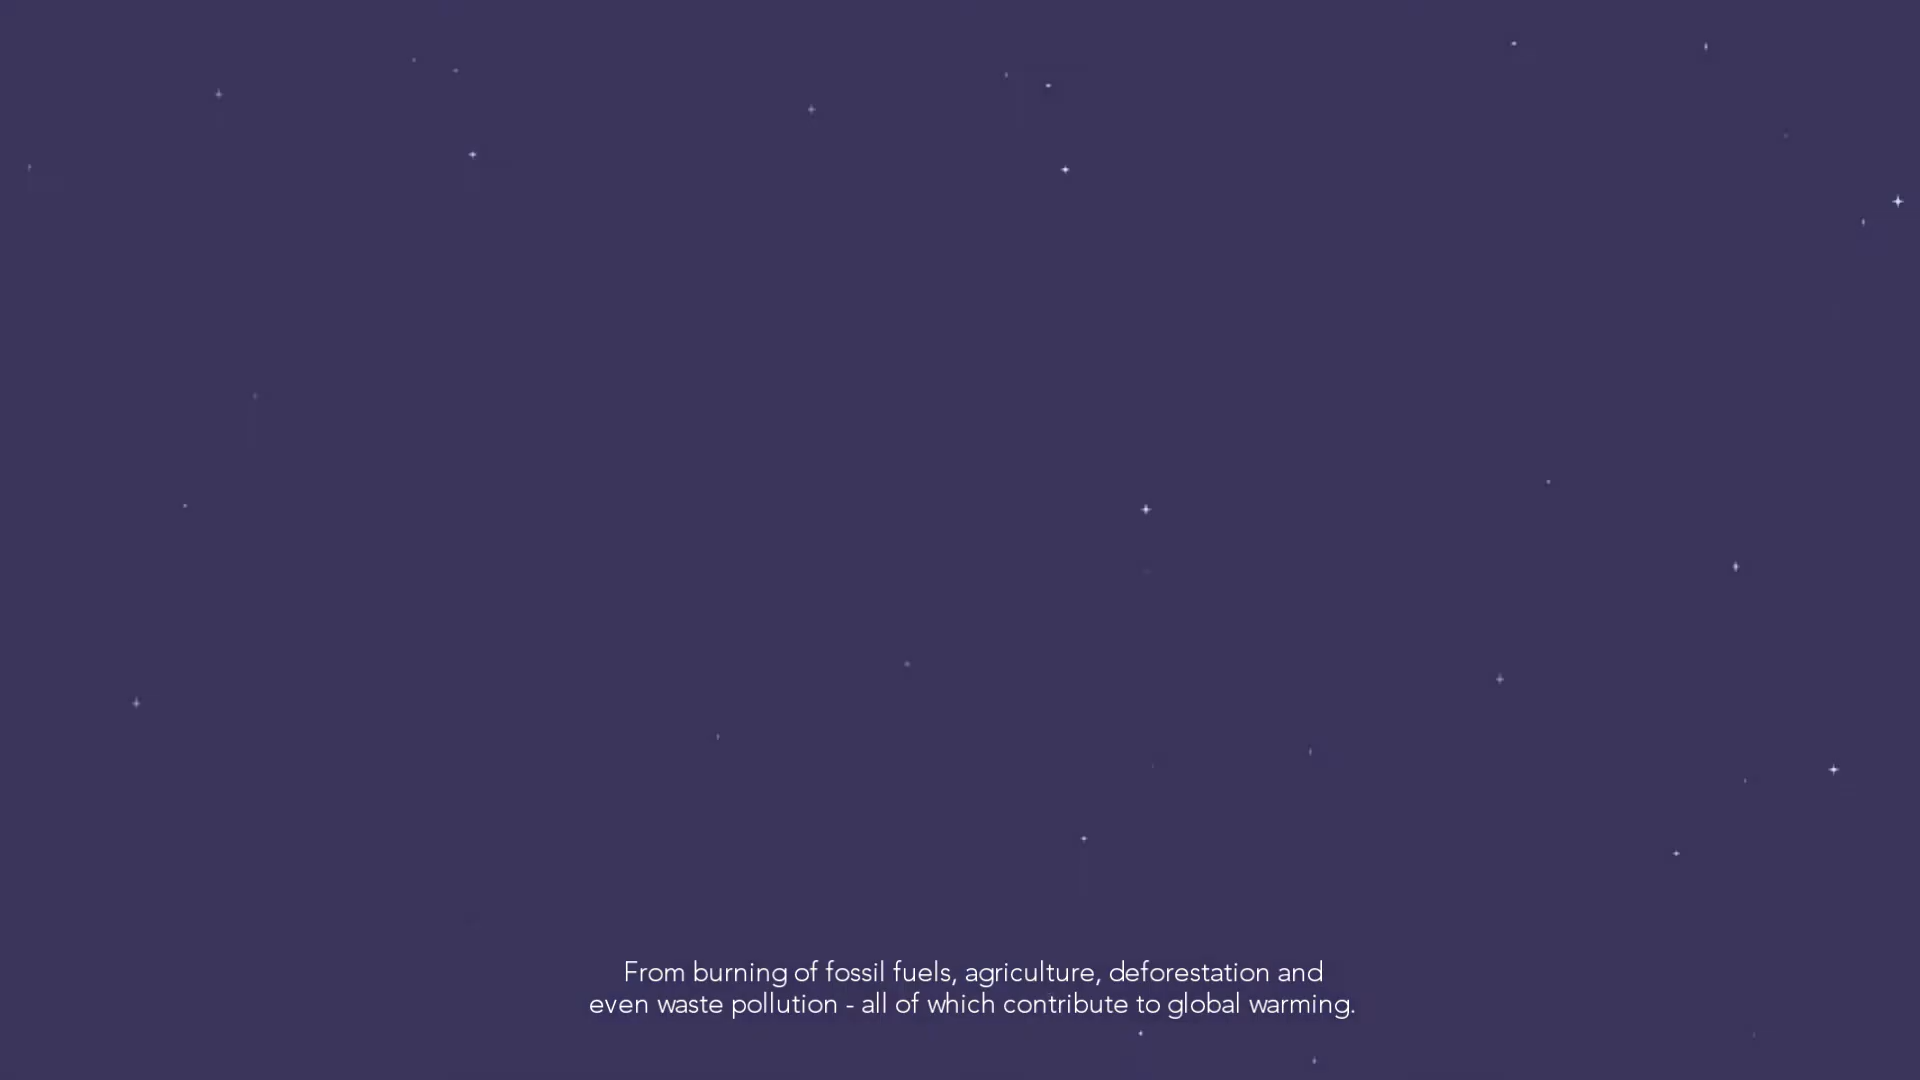 From burning of fossil fuels, agriculture, deforestation and
even waste pollution - all of which contribute to global warming.